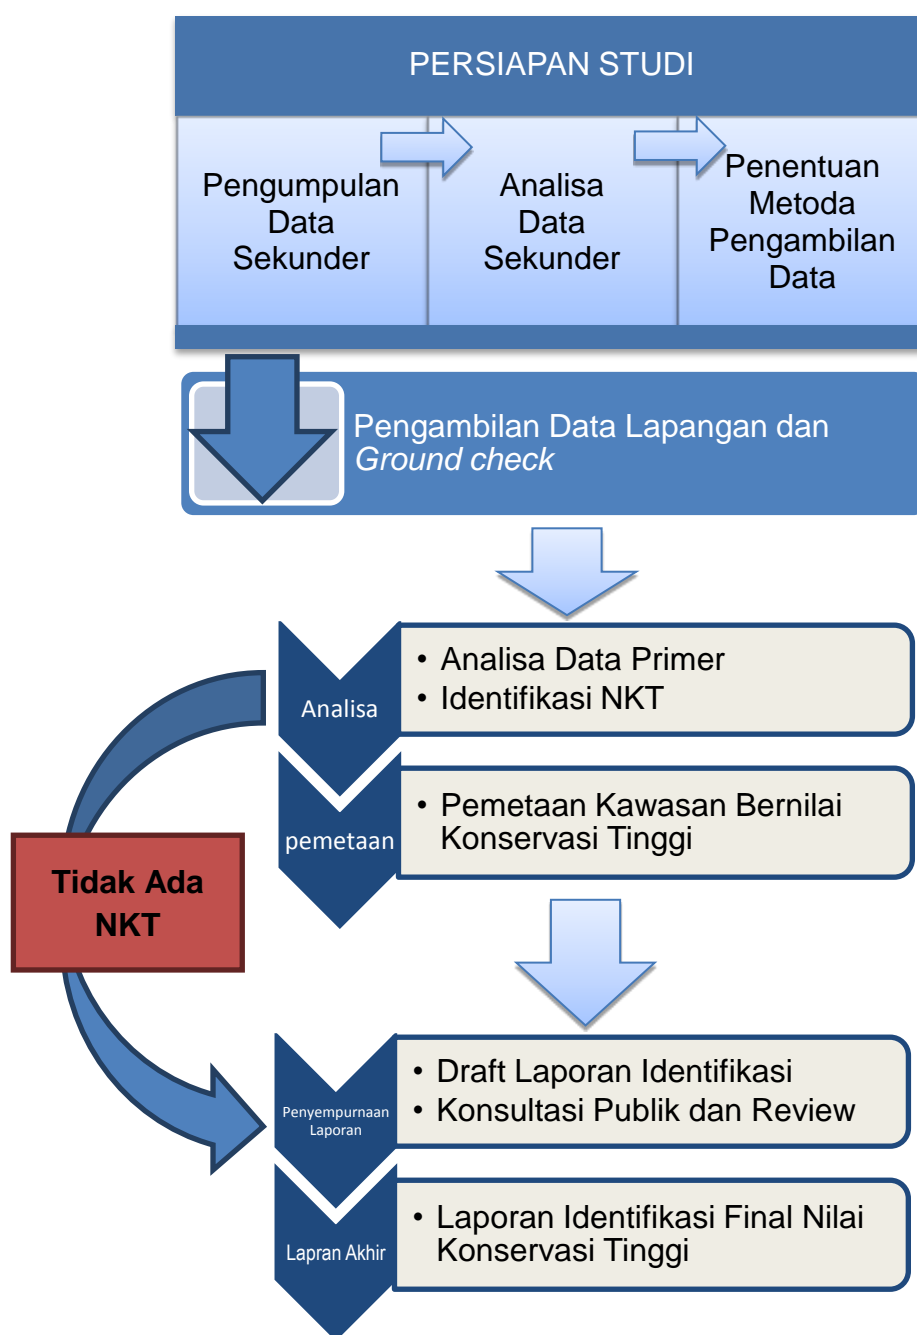 PERSIAPAN STUDI
Pengumpulan
Data
Sekunder
Analisa
Data
Sekunder
Penentuan
Metoda
Pengambilan
Data
Pengambilan Data Lapangan dan
Ground check
Analisa
• Analisa Data Primer
• Identifikasi NKT
pemetaan
• Pemetaan Kawasan Bernilai
Konservasi Tinggi
Tidak Ada
NKT
Penyempurnaan
Laporan
• Draft Laporan Identifikasi
• Konsultasi Publik dan Review
Lapran Akhir
• Laporan Identifikasi Final Nilai
Konservasi Tinggi